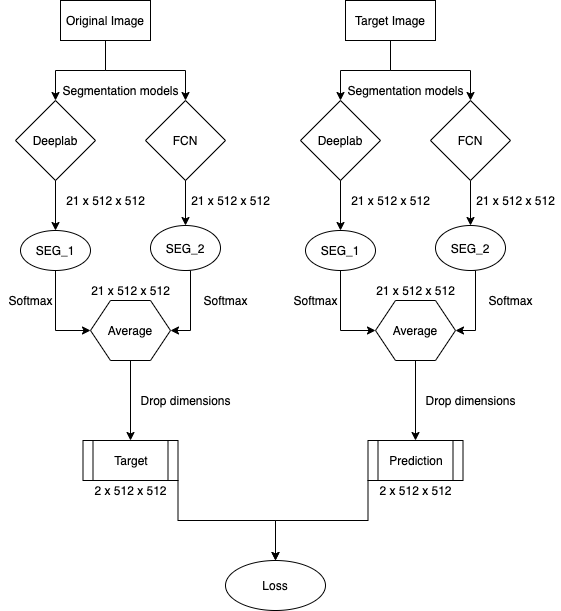 Original Image
Target Image
Segmentation models
Segmentation models
Deeplab
FCN
Deeplab
FCN
21 x 512 x 512
21 x 512 x 512
21 x 512 x 512
21 x 512 x 512
SEG_1
SEG_2
SEG_1
SEG_2
21 x 512 x 512
21 x 512 x 512
Softmax
Softmax
Softmax
Softmax
Average
Average
Drop dimensions
Drop dimensions
Target
Prediction
2 x 512 x 512
2 x 512 x 512
Loss